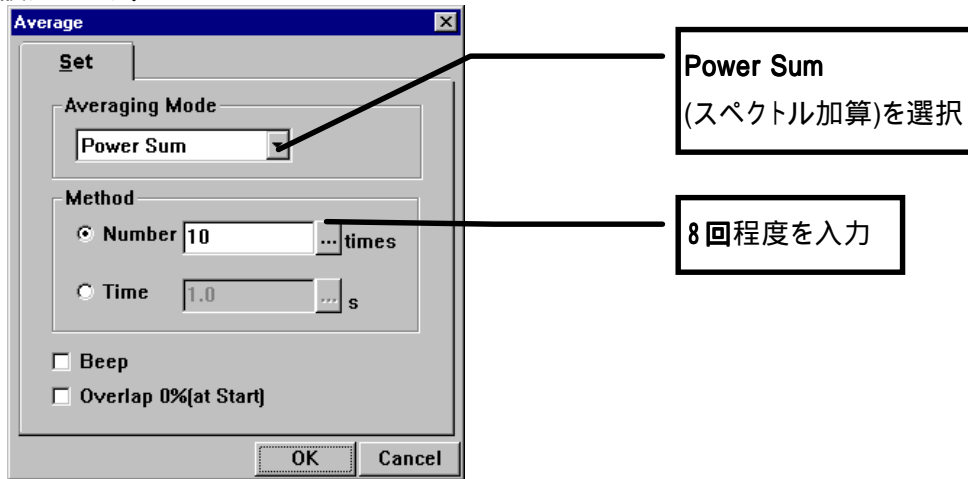 Average
Set
Averaging Mode
Power Sum
Method
Number 10 ... times
Time 1.0 ... s
Beep
Overlap 0%(at Start)
OK Cancel
Power Sum
(スペクトル加算)を選択
8回程度を入力